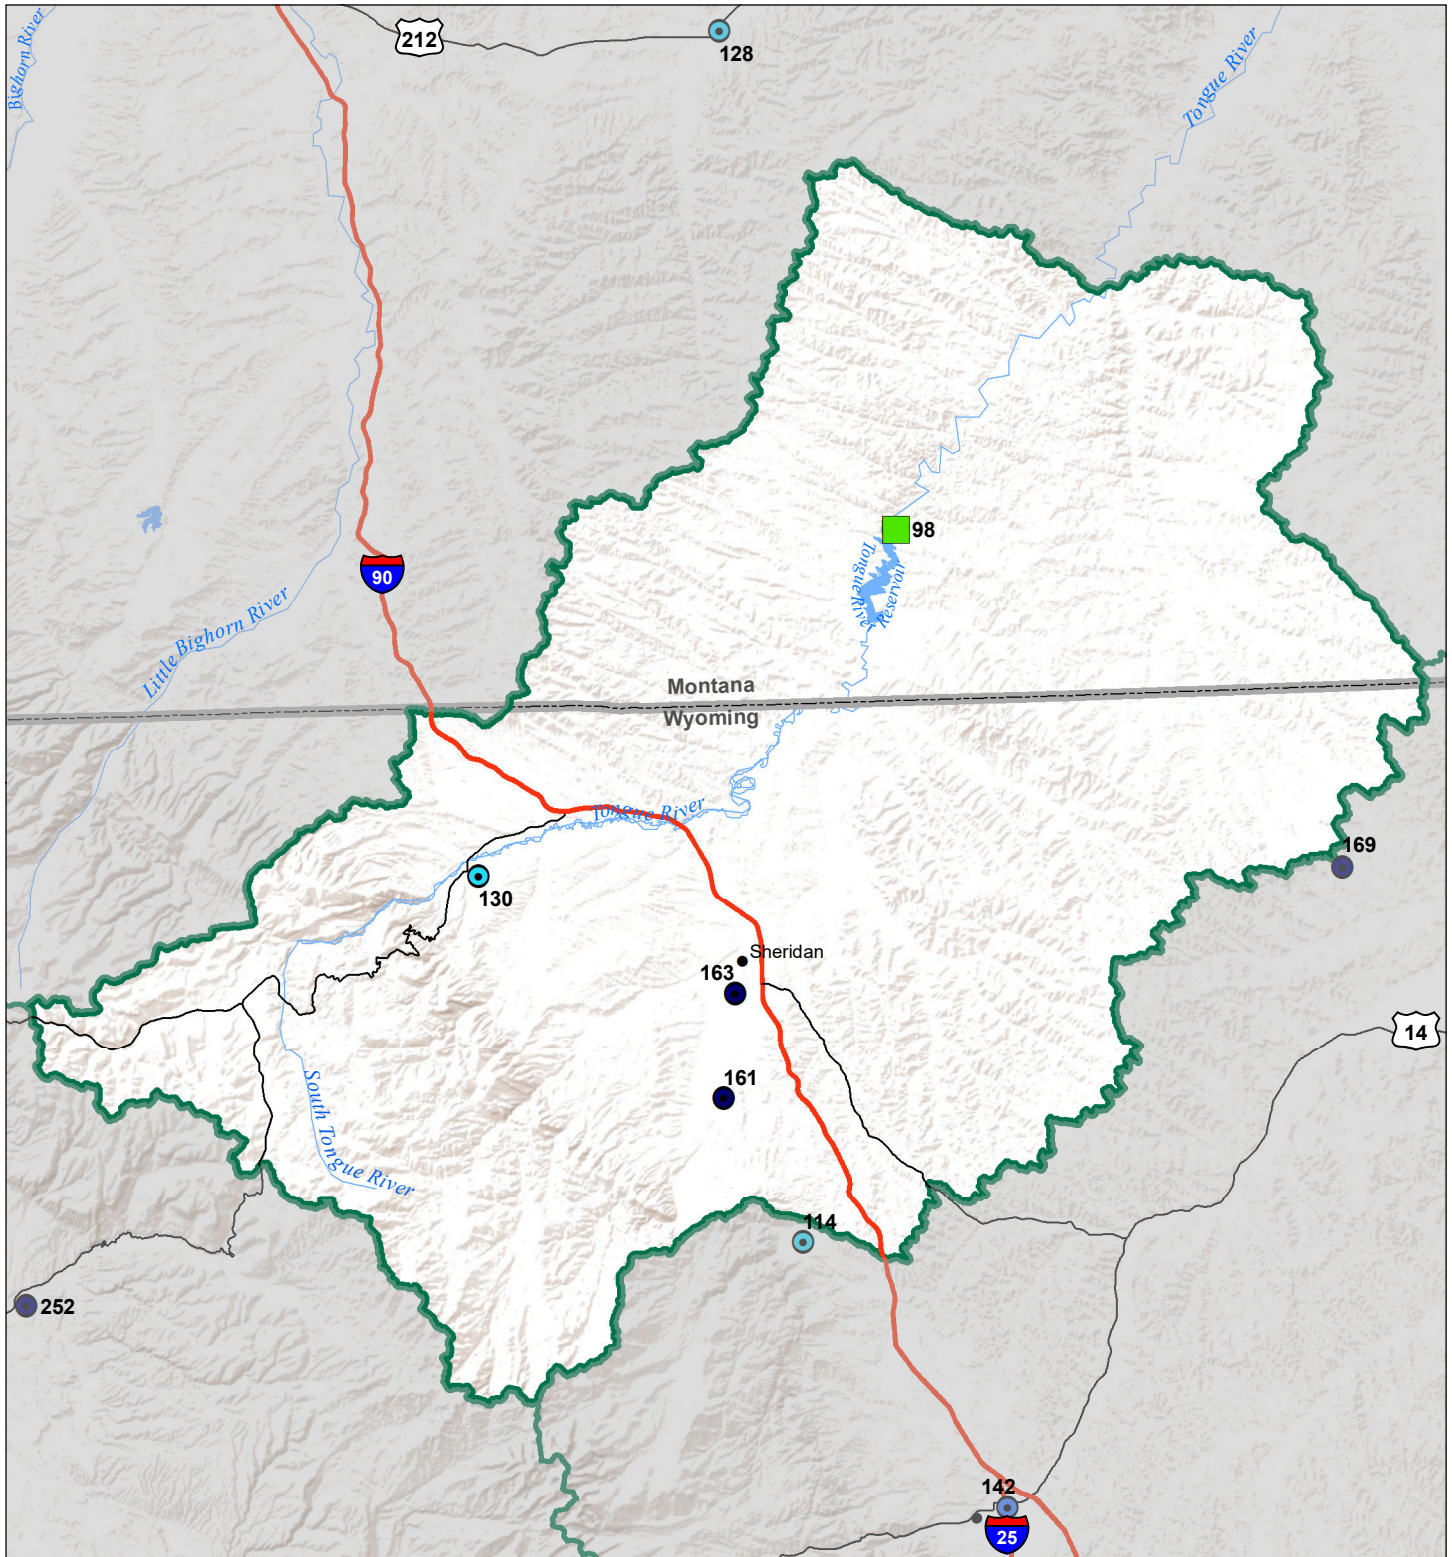 212
128
Bighorn River
Tongue River
98
Tongue River
Reservoir
90
Little Bighorn River
Montana
Wyoming
Tongue River
169
130
Sheridan
163
14
161
South Tongue River
114
252
142
25